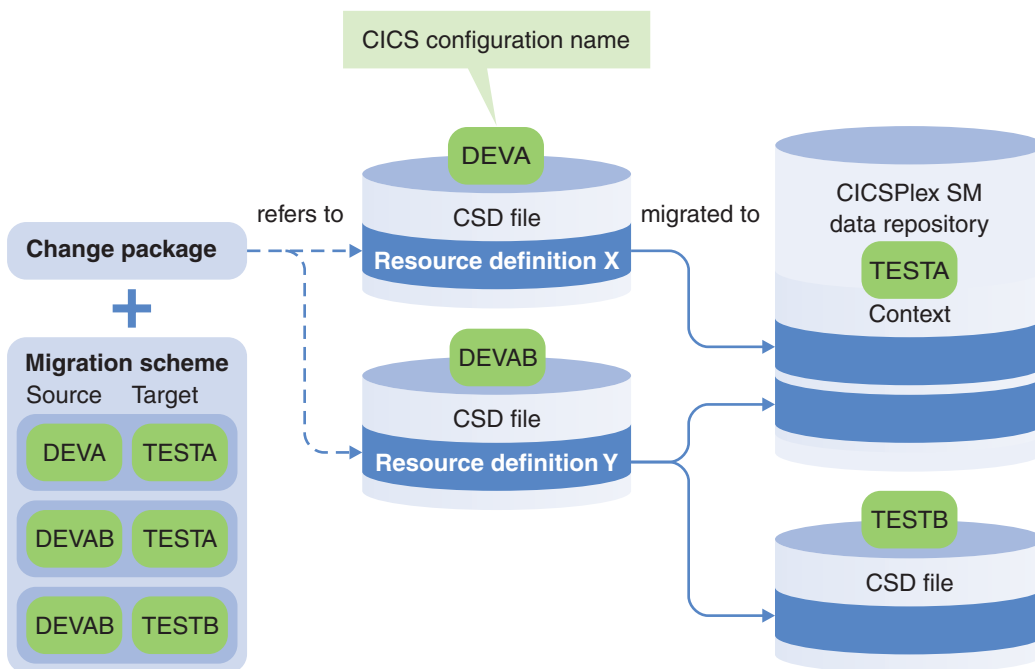 CICS configuration name
DEVA
refers to
CSD file
migrated to
Resource definition X
Change package
Migration scheme
Source Target
DEVA TESTA
DEVAB TESTA
DEVAB TESTB
DEVAB
CSD file
Resource definition Y
CICSPlex SM
data repository
TESTA
Context
TESTB
CSD file